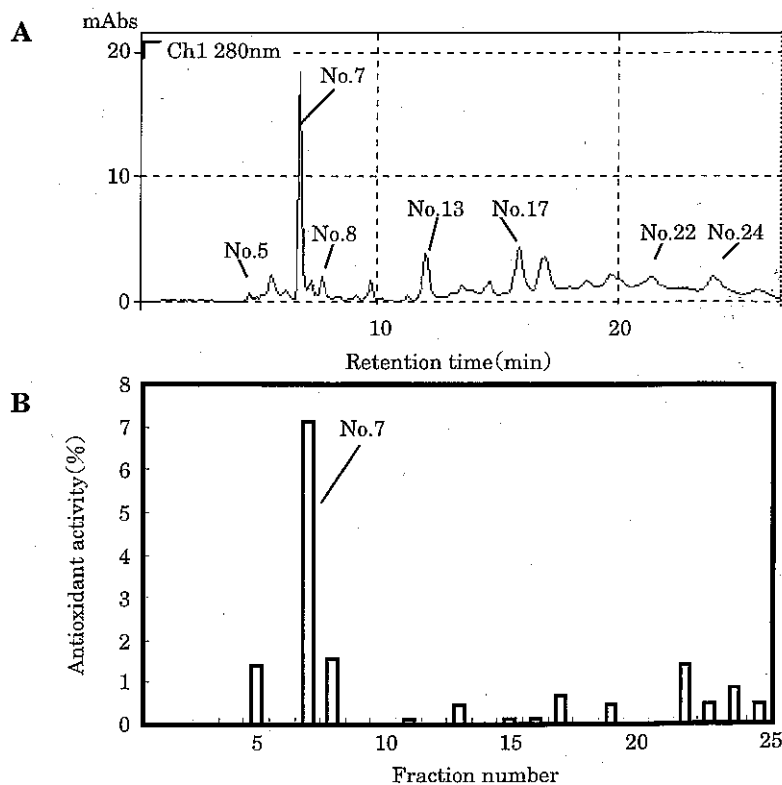 A
mAbs
20
Ch1 280nm
No.7
10
No.13
No.17
No.5
No.8
No.22
No.24
0
10
20
Retention time(min)
B
8
7
No.7
6
5
4
3
2
1
0
Antioxidant activity(%)
5
10
15
20
25
Fraction number